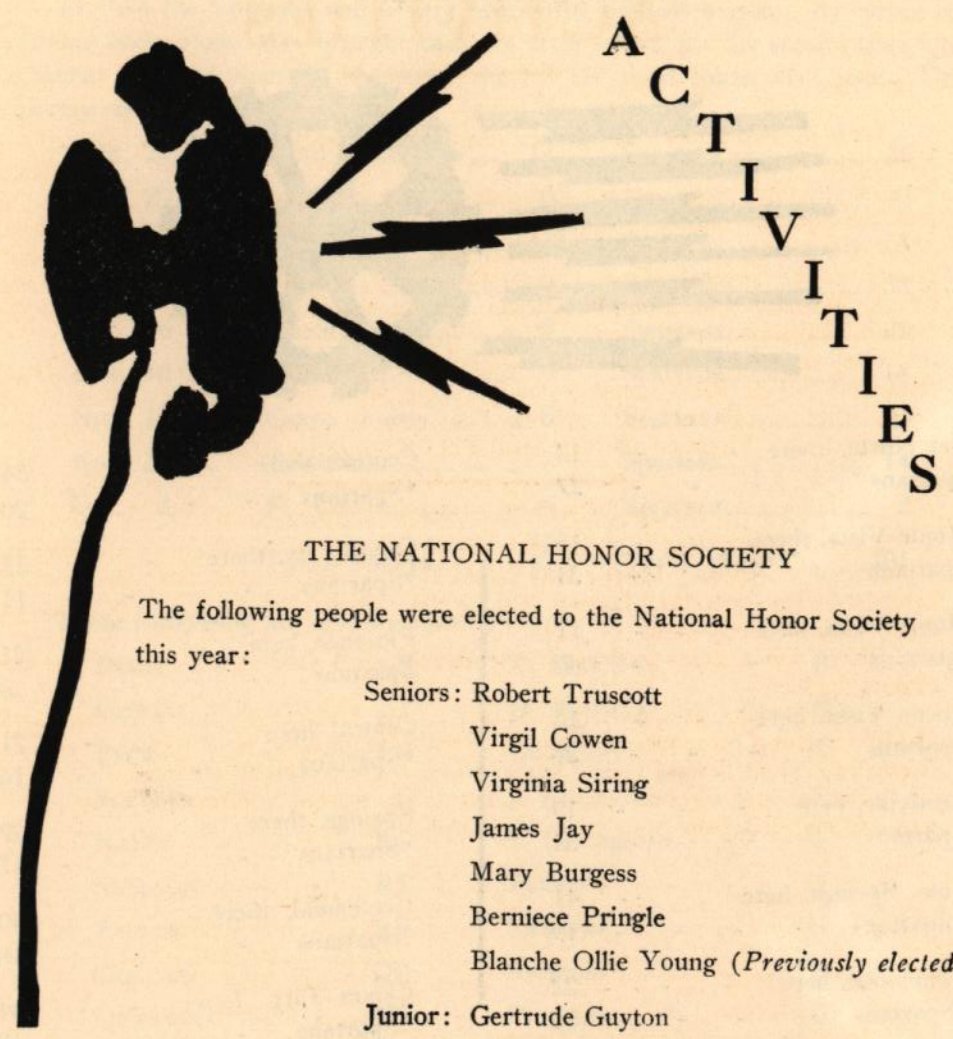 ACTIVITIES
THE NATIONAL HONOR SOCIETY
The following people were elected to the National Honor Society
this year:
Seniors: Robert Truscott
Virgil Cowen
Virginia Siring
James Jay
Mary Burgess
Berniece Pringle
Blanche Ollie Young (Previously elected
Junior: Gertrude Guyton